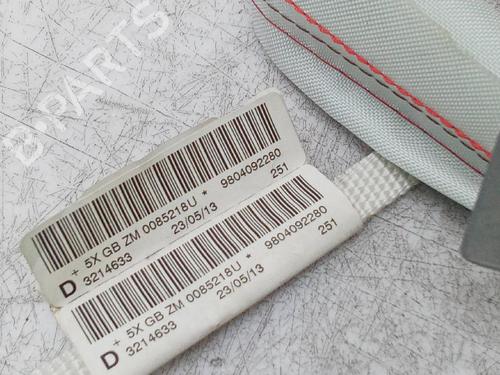 B-PARTS
+ 5X GB ZM 0085218U * 9804092280
D 3214633 23/05/13 251
+ 5X GB ZM 0085218U * 9804092280
D 3214633 23/05/13 251